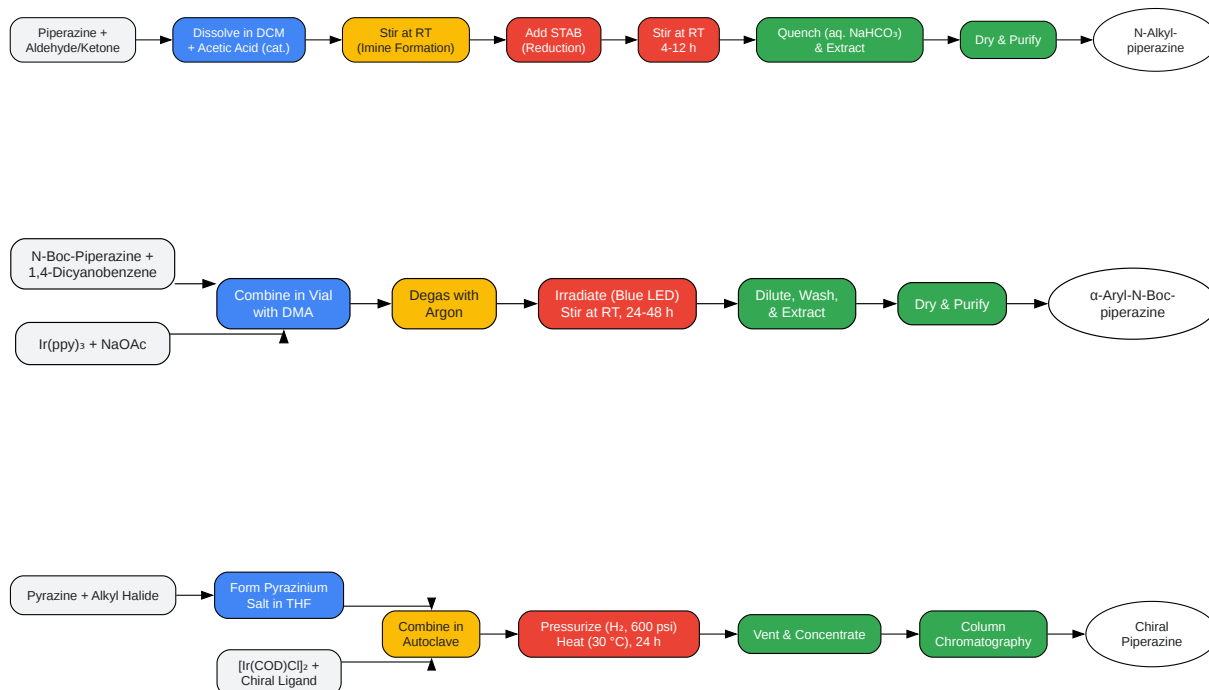 Piperazine +
Aldehyde/Ketone
Dissolve in DCM
+ Acetic Acid (cat.)
Stir at RT
(Imine Formation)
Add STAB
(Reduction)
Stir at RT
4-12 h
Quench (aq. NaHCO₃)
& Extract
Dry & Purify
N-Alkyl-
piperazine
N-Boc-Piperazine +
1,4-Dicyanobenzene
Ir(ppy)₃ + NaOAc
Combine in Vial
with DMA
Degas with
Argon
Irradiate (Blue LED)
Stir at RT, 24-48 h
Dilute, Wash,
& Extract
Dry & Purify
α-Aryl-N-Boc-
piperazine
Pyrazine + Alkyl Halide
Form Pyrazinium
Salt in THF
[Ir(COD)Cl]₂ +
Chiral Ligand
Combine in
Autoclave
Pressurize (H₂, 600 psi)
Heat (30 °C), 24 h
Vent & Concentrate
Column
Chromatography
Chiral
Piperazine